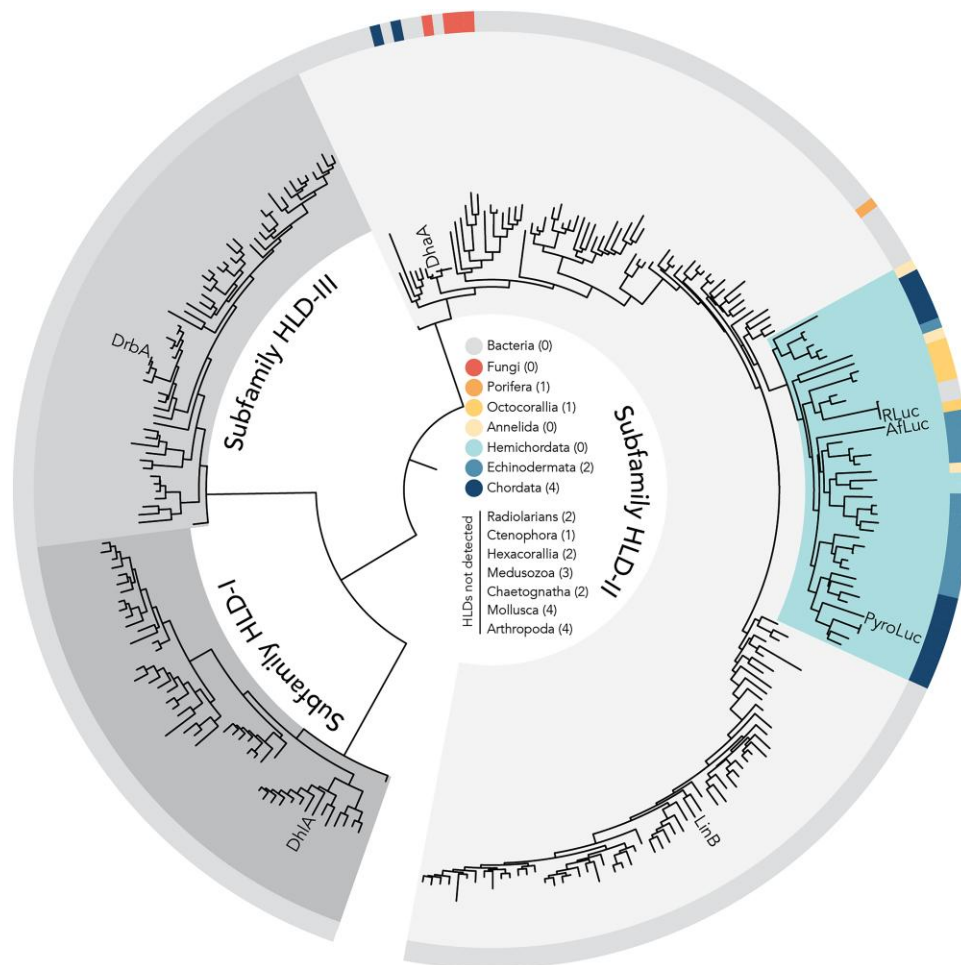 DhaA
Subfamily HLD-III
DrbA
Bacteria (0)
Fungi (0)
Porifera (1)
Octocorallia (1)
Annelida (0)
Hemichordata (0)
Echinodermata (2)
Chordata (4)
HLDs not detected
Radiolarians (2)
Ctenophora (1)
Hexacorallia (2)
Medusozoa (3)
Chaetognatha (2)
Mollusca (4)
Arthropoda (4)
Subfamily HLD-II
RLuc
AfLuc
PyroLuc
Subfamily HLD-I
DhlA
LinB